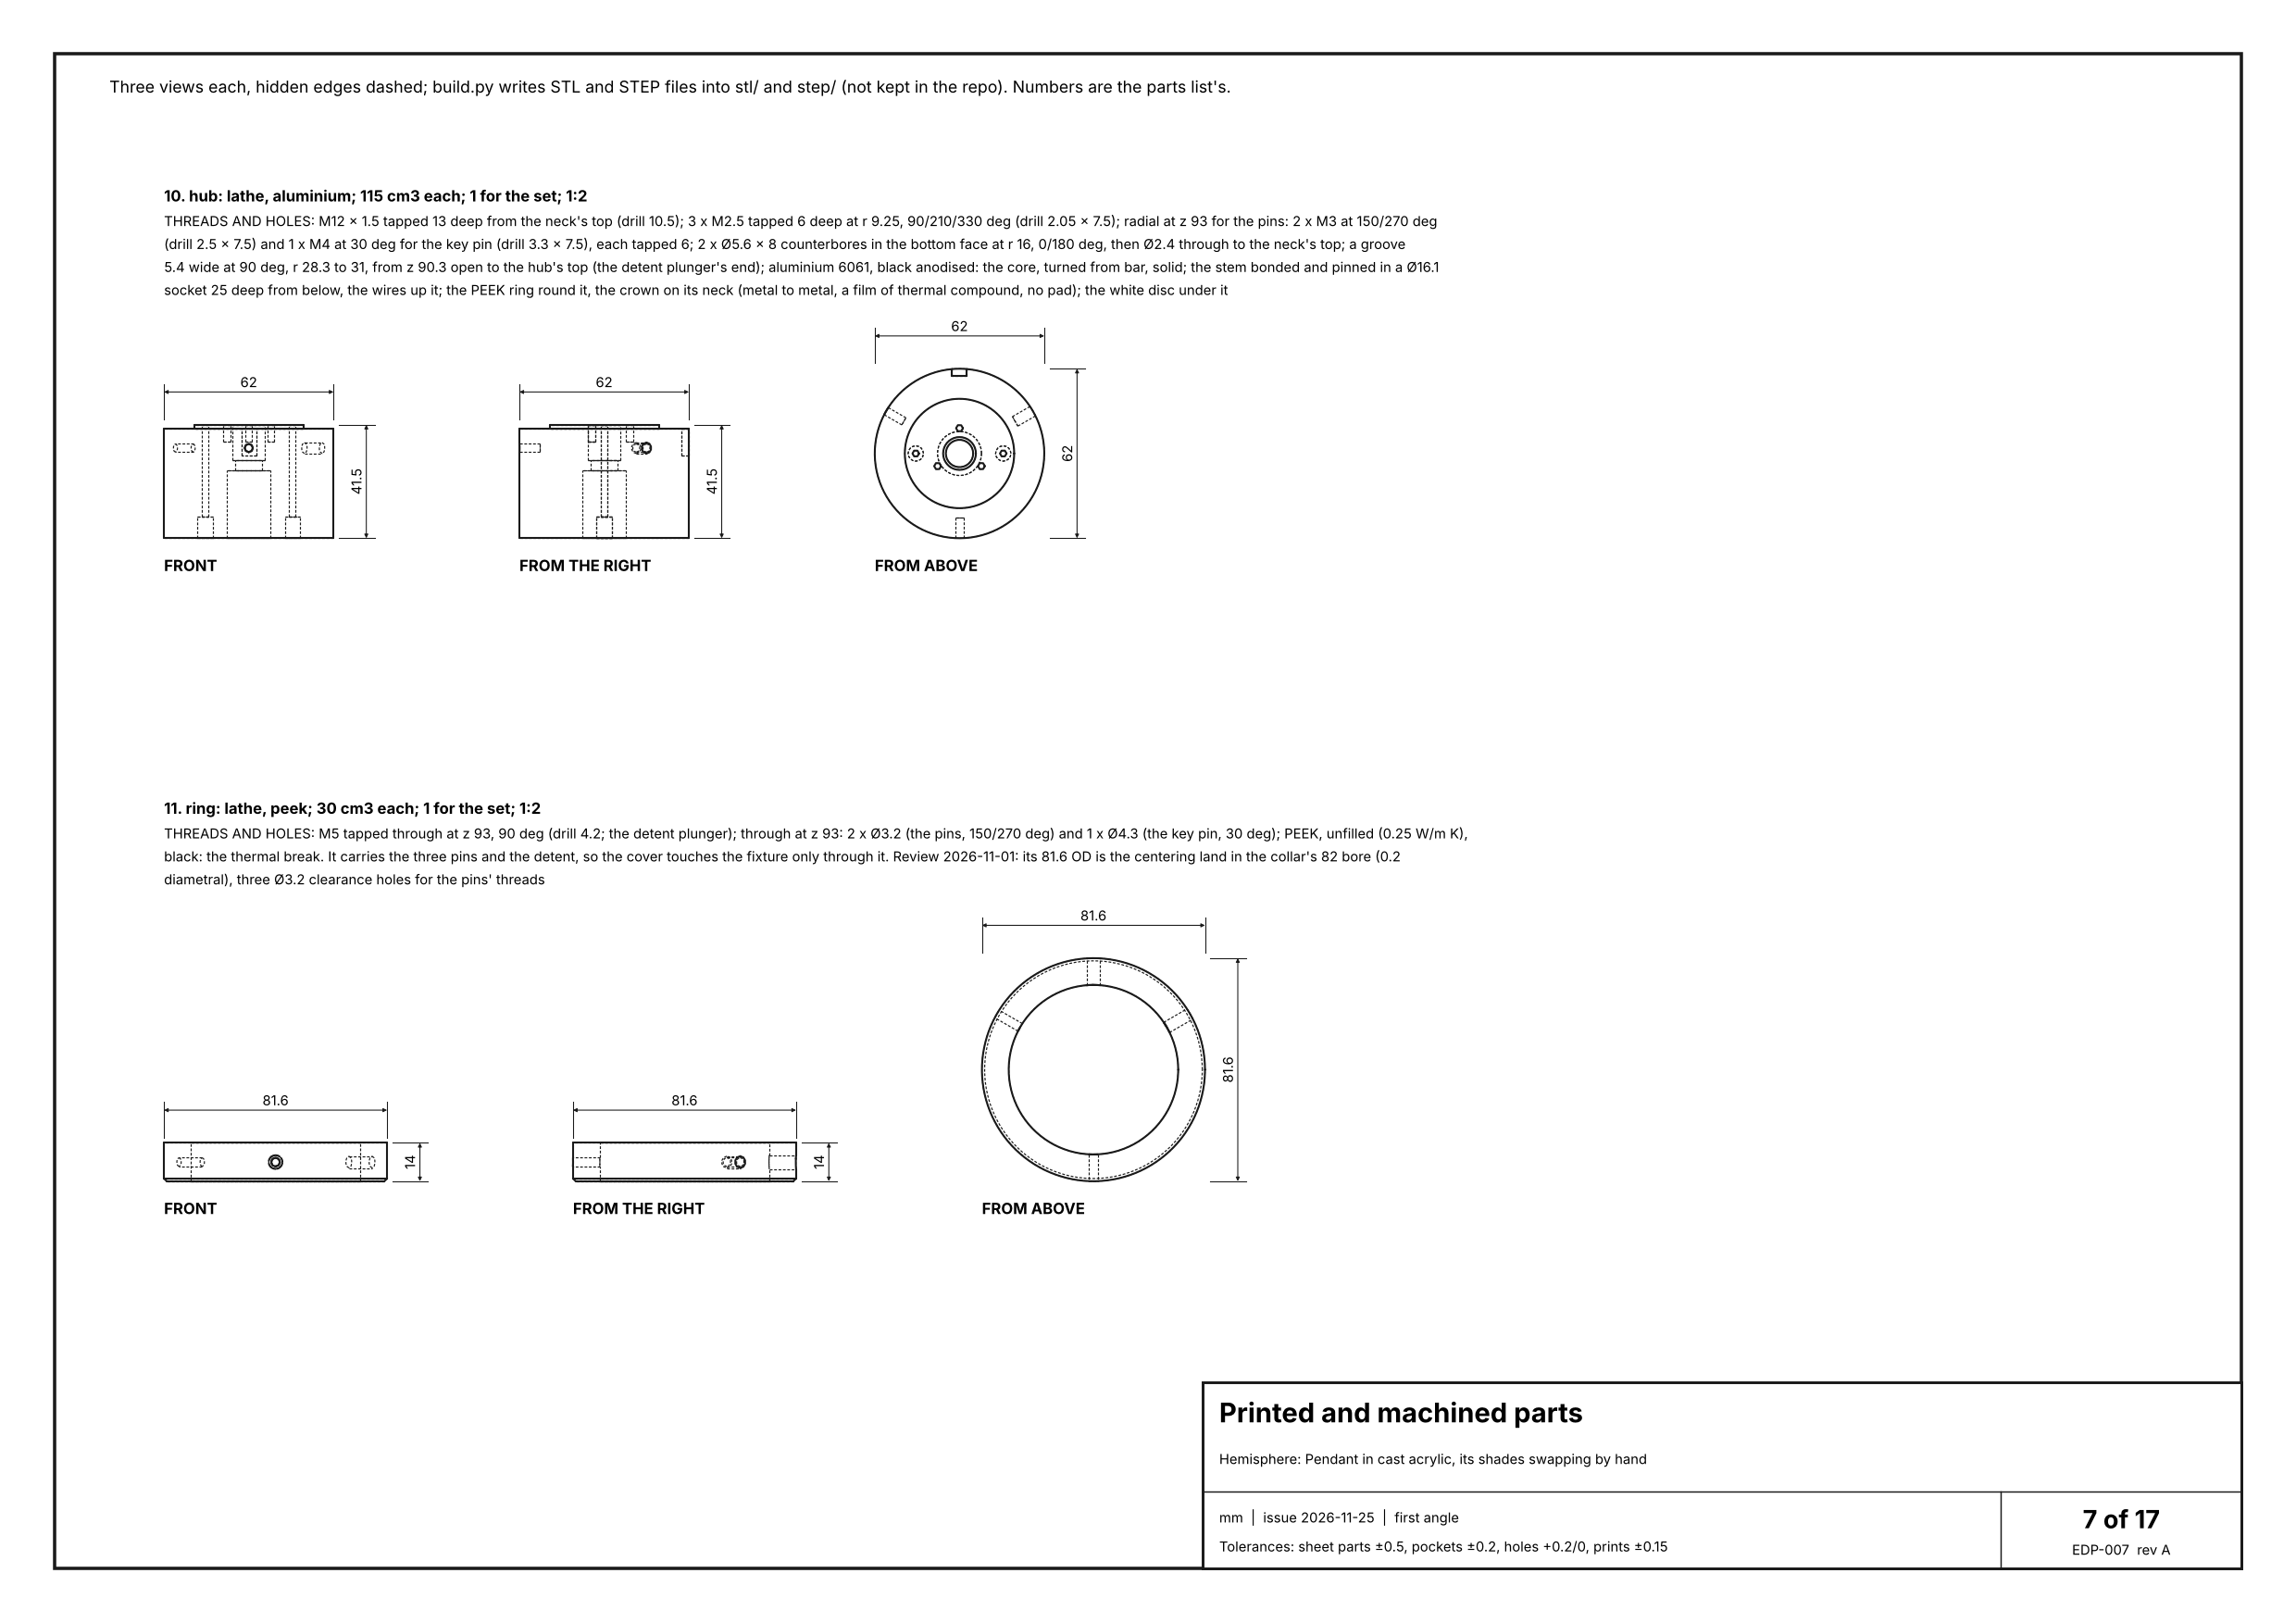 Three views each, hidden edges dashed; build.py writes STL and STEP files into stl/ and step/ (not kept in the repo). Numbers are the parts list's.
10. hub: lathe, aluminium; 115 cm3 each; 1 for the set; 1:2
THREADS AND HOLES: M12 × 1.5 tapped 13 deep from the neck's top (drill 10.5); 3 x M2.5 tapped 6 deep at r 9.25, 90/210/330 deg (drill 2.05 × 7.5); radial at z 93 for the pins: 2 x M3 at 150/270 deg
(drill 2.5 × 7.5) and 1 x M4 at 30 deg for the key pin (drill 3.3 × 7.5), each tapped 6; 2 x Ø5.6 × 8 counterbores in the bottom face at r 16, 0/180 deg, then Ø2.4 through to the neck's top; a groove
5.4 wide at 90 deg, r 28.3 to 31, from z 90.3 open to the hub's top (the detent plunger's end); aluminium 6061, black anodised: the core, turned from bar, solid; the stem bonded and pinned in a Ø16.1
socket 25 deep from below, the wires up it; the PEEK ring round it, the crown on its neck (metal to metal, a film of thermal compound, no pad); the white disc under it
62
62
62
41.5
41.5
62
FRONT
FROM THE RIGHT
FROM ABOVE
11. ring: lathe, peek; 30 cm3 each; 1 for the set; 1:2
THREADS AND HOLES: M5 tapped through at z 93, 90 deg (drill 4.2; the detent plunger); through at z 93: 2 x Ø3.2 (the pins, 150/270 deg) and 1 x Ø4.3 (the key pin, 30 deg); PEEK, unfilled (0.25 W/m K),
black: the thermal break. It carries the three pins and the detent, so the cover touches the fixture only through it. Review 2026-11-01: its 81.6 OD is the centering land in the collar's 82 bore (0.2
diametral), three Ø3.2 clearance holes for the pins' threads
81.6
81.6
81.6
14
14
81.6
FRONT
FROM THE RIGHT
FROM ABOVE
Printed and machined parts
Hemisphere: Pendant in cast acrylic, its shades swapping by hand
mm | issue 2026-11-25 | first angle
Tolerances: sheet parts ±0.5, pockets ±0.2, holes +0.2/0, prints ±0.15
7 of 17
EDP-007 rev A